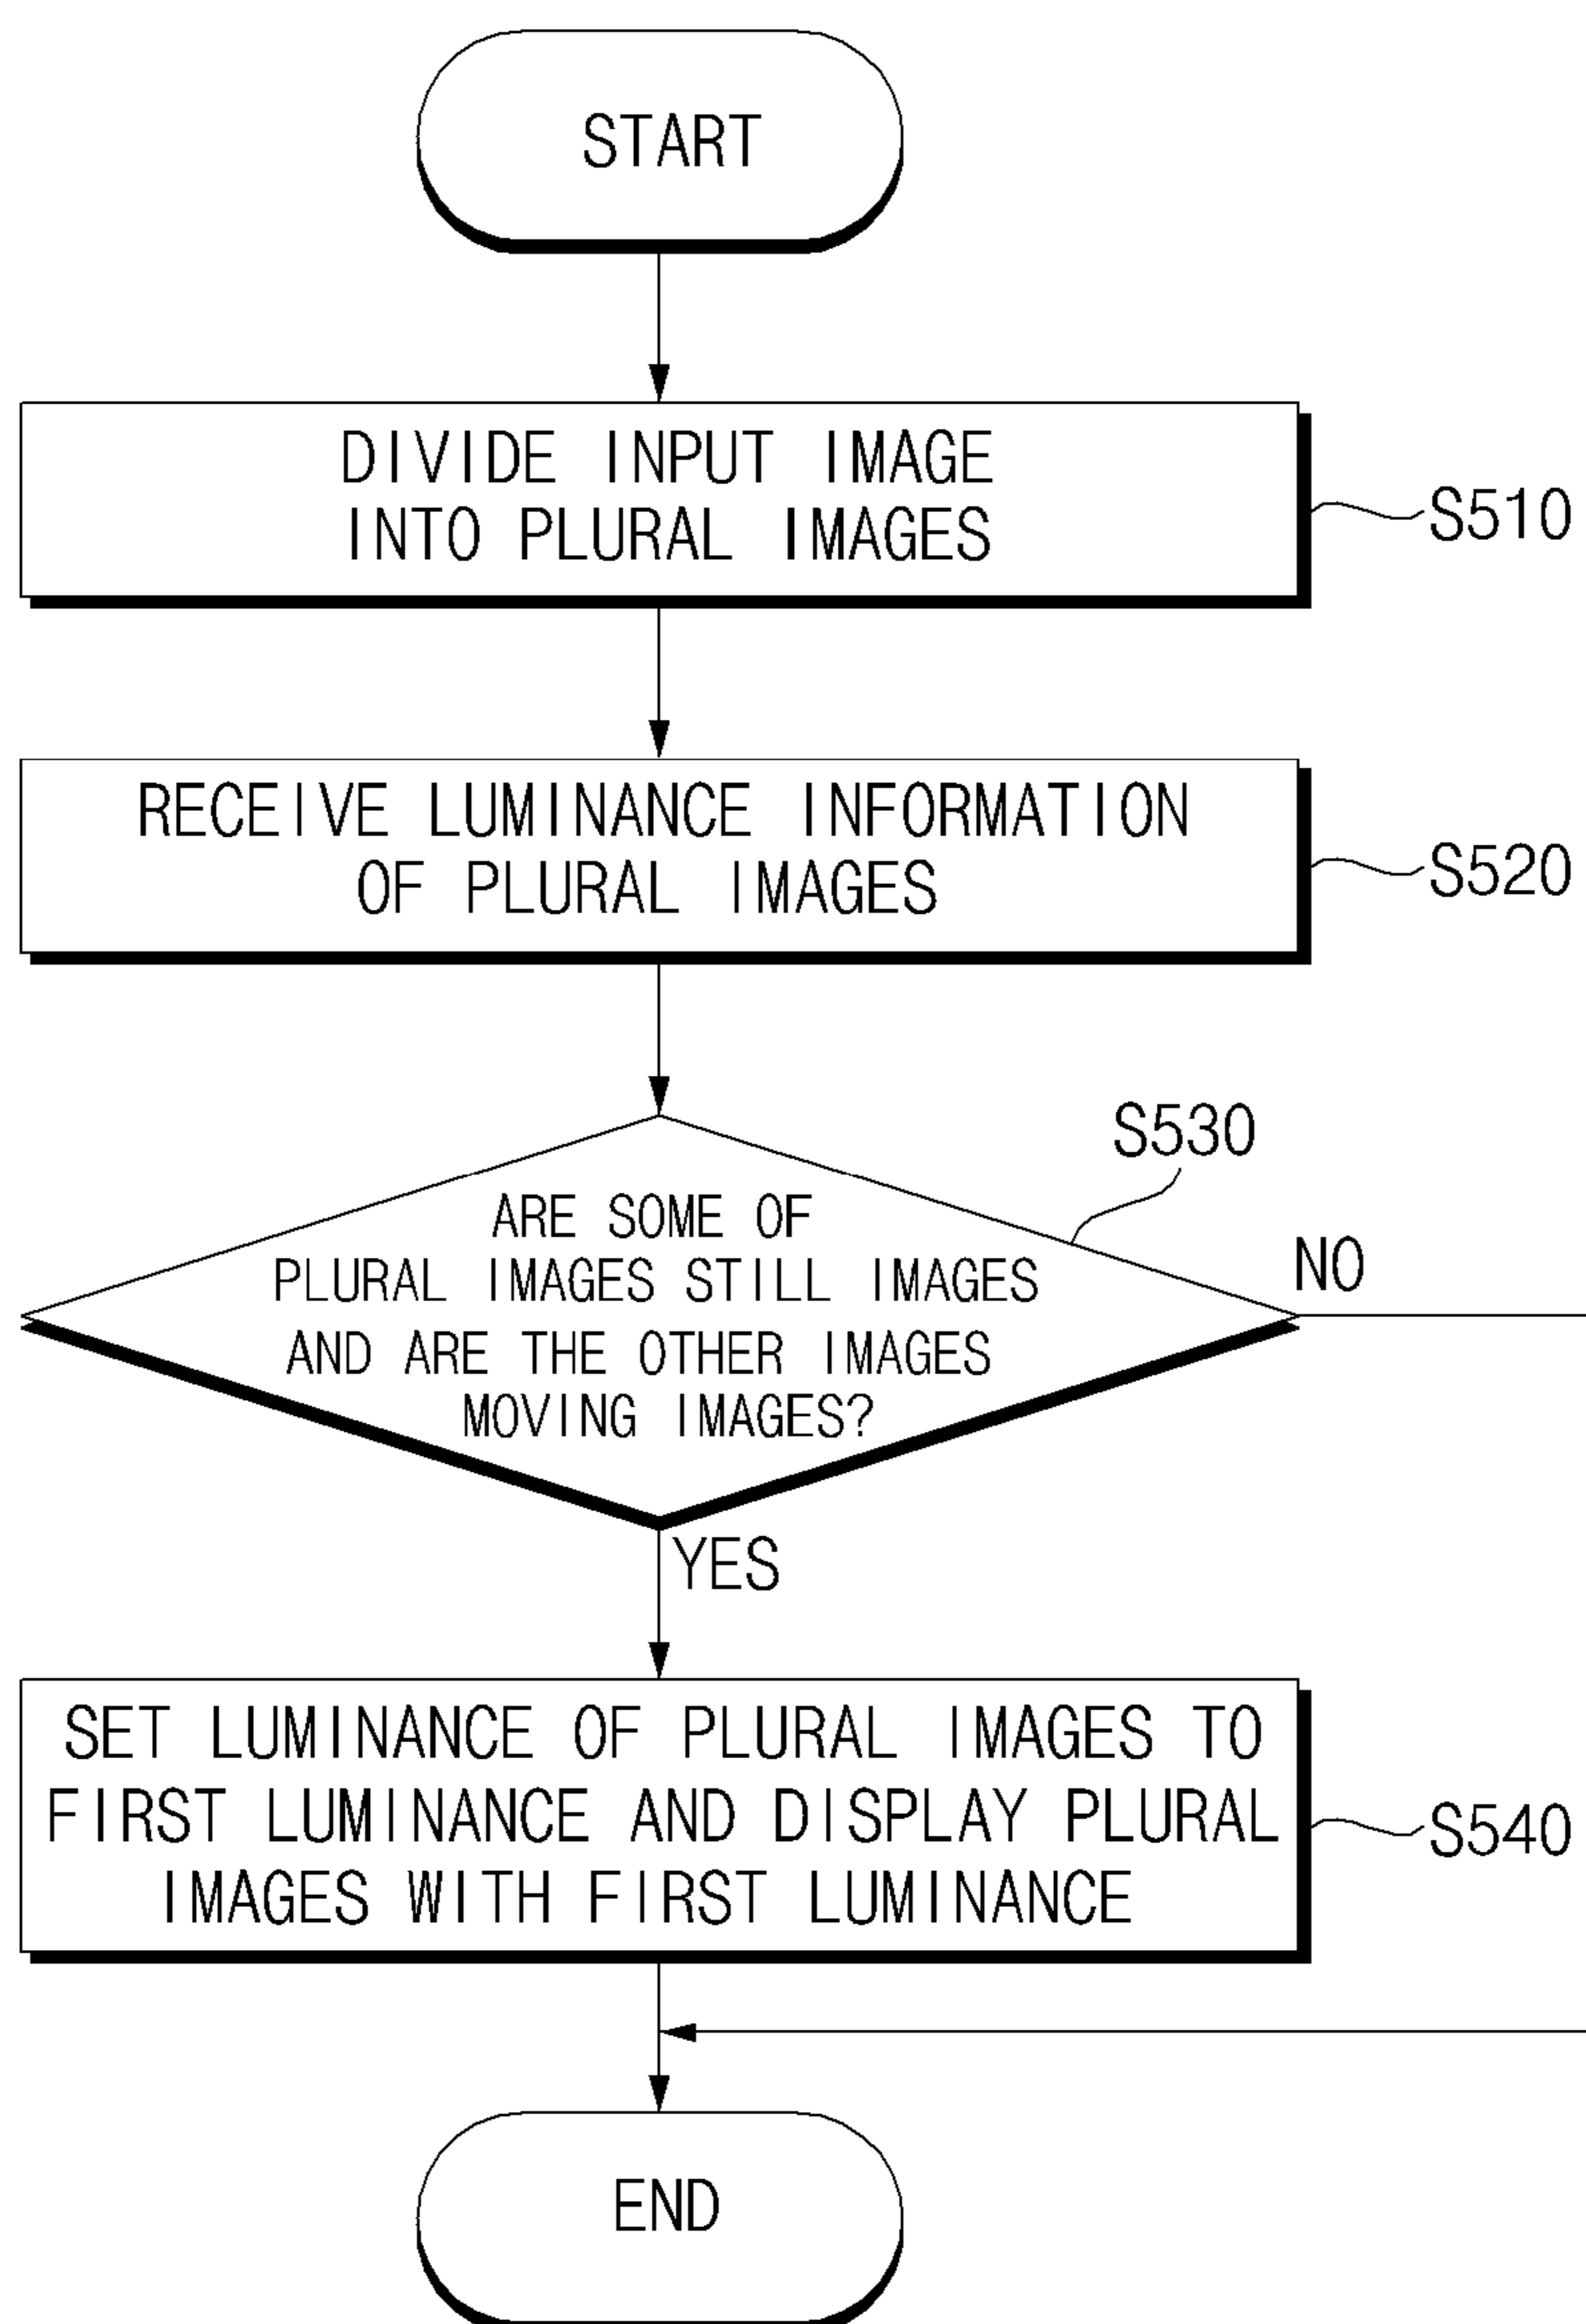 START
DIVIDE INPUT IMAGE
INTO PLURAL IMAGES
S510
RECEIVE LUMINANCE INFORMATION
OF PLURAL IMAGES
S520
S530
ARE SOME OF
PLURAL IMAGES STILL IMAGES
AND ARE THE OTHER IMAGES
MOVING IMAGES?
NO
YES
SET LUMINANCE OF PLURAL IMAGES TO
FIRST LUMINANCE AND DISPLAY PLURAL
IMAGES WITH FIRST LUMINANCE
S540
END